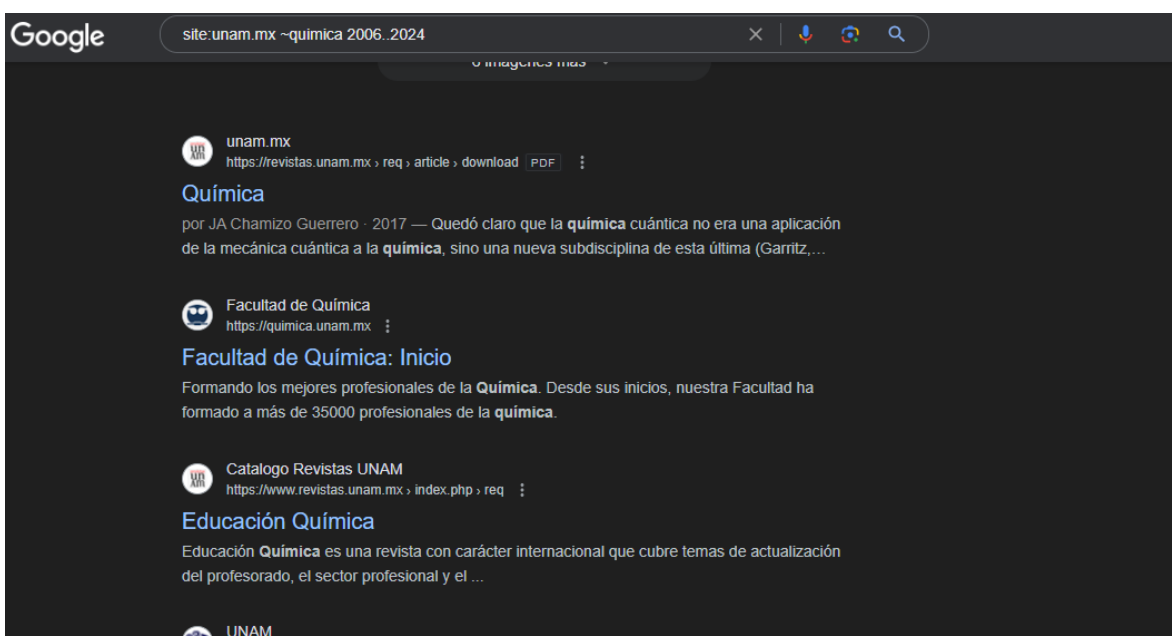 Google
site:unam.mx ~quimica 2006..2024
6 imágenes más
unam.mx
https://revistas.unam.mx › req › article › download PDF
Química
por JA Chamizo Guerrero · 2017 — Quedó claro que la química cuántica no era una aplicación
de la mecánica cuántica a la química, sino una nueva subdisciplina de esta última (Garritz,...
Facultad de Química
https://quimica.unam.mx
Facultad de Química: Inicio
Formando los mejores profesionales de la Química. Desde sus inicios, nuestra Facultad ha
formado a más de 35000 profesionales de la química.
Catalogo Revistas UNAM
https://www.revistas.unam.mx › index.php › req
Educación Química
Educación Química es una revista con carácter internacional que cubre temas de actualización
del profesorado, el sector profesional y el ...
UNAM